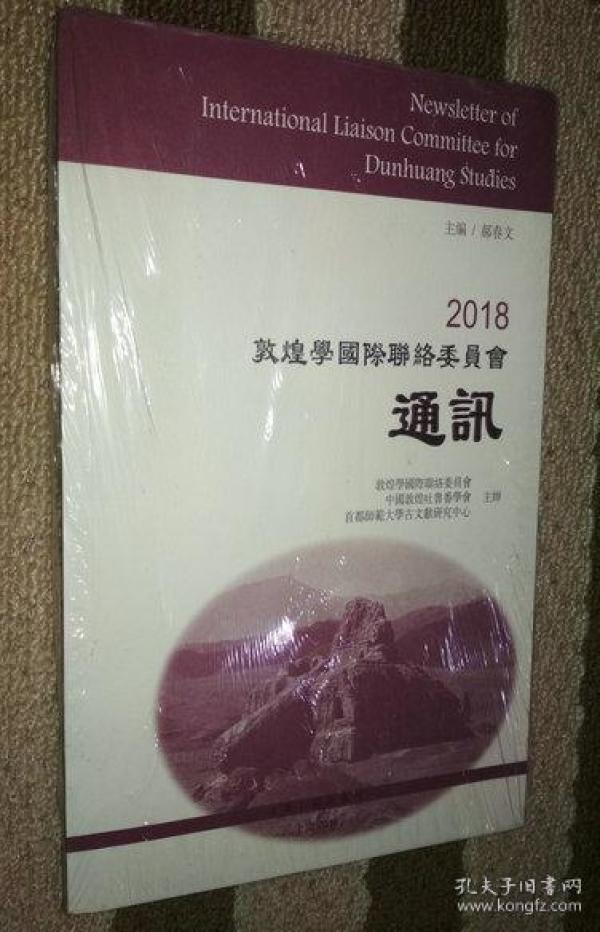 Newsletter of
International Liaison Committee for
Dunhuang Studies
主編 / 郝春文
2018
敦煌學國際聯絡委員會
通訊
敦煌學國際聯絡委員會
中國敦煌吐魯番學會 主辦
首都師範大學古文獻研究中心
孔夫子旧书网
www.kongfz.com